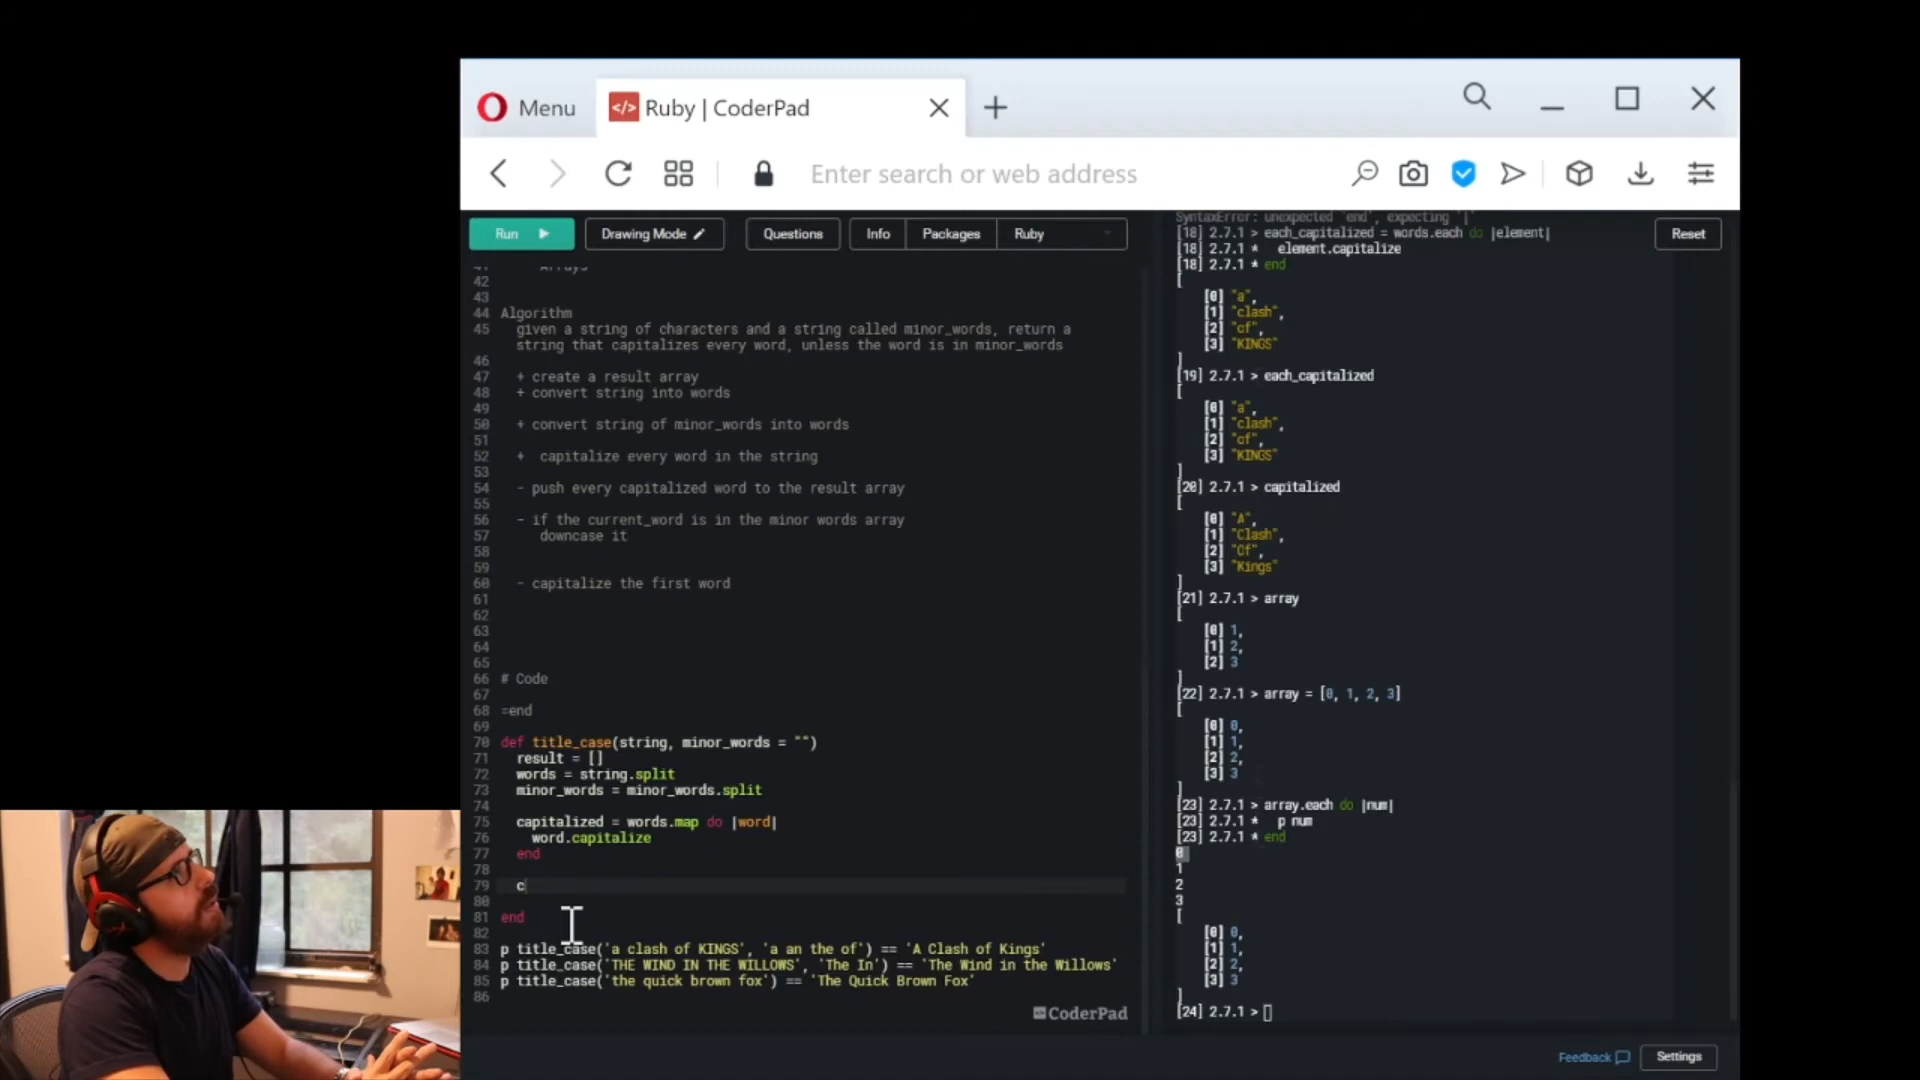 Menu
</> Ruby | CoderPad
Enter search or web address
Run
Drawing Mode
Questions
Info
Packages
Ruby
Reset
41 Arrays
42
43
44 Algorithm
45 given a string of characters and a string called minor_words, return a
string that capitalizes every word, unless the word is in minor_words
46
47 + create a result array
48 + convert string into words
49
50 + convert string of minor_words into words
51
52 + capitalize every word in the string
53
54 - push every capitalized word to the result array
55
56 - if the current_word is in the minor words array
57 downcase it
58
59
60 - capitalize the first word
61
62
63
64
65
66 # Code
67
68 =end
69
70 def title_case(string, minor_words = "")
71 result = []
72 words = string.split
73 minor_words = minor_words.split
74
75 capitalized = words.map do |word|
76 word.capitalize
77 end
78
79 c
80
81 end
82
83 p title_case('a clash of KINGS', 'a an the of') == 'A Clash of Kings'
84 p title_case('THE WIND IN THE WILLOWS', 'The In') == 'The Wind in the Willows'
85 p title_case('the quick brown fox') == 'The Quick Brown Fox'
86
CoderPad
SyntaxError: unexpected 'end', expecting '|'
[18] 2.7.1 > each_capitalized = words.each do |element|
[18] 2.7.1 * element.capitalize
[18] 2.7.1 * end
[
[0] "a",
[1] "clash",
[2] "of",
[3] "KINGS"
]
[19] 2.7.1 > each_capitalized
[
[0] "a",
[1] "clash",
[2] "of",
[3] "KINGS"
]
[20] 2.7.1 > capitalized
[
[0] "A",
[1] "Clash",
[2] "Of",
[3] "Kings"
]
[21] 2.7.1 > array
[
[0] 1,
[1] 2,
[2] 3
]
[22] 2.7.1 > array = [0, 1, 2, 3]
[
[0] 0,
[1] 1,
[2] 2,
[3] 3
]
[23] 2.7.1 > array.each do |num|
[23] 2.7.1 * p num
[23] 2.7.1 * end
0
1
2
3
[
[0] 0,
[1] 1,
[2] 2,
[3] 3
]
[24] 2.7.1 >
Feedback
Settings